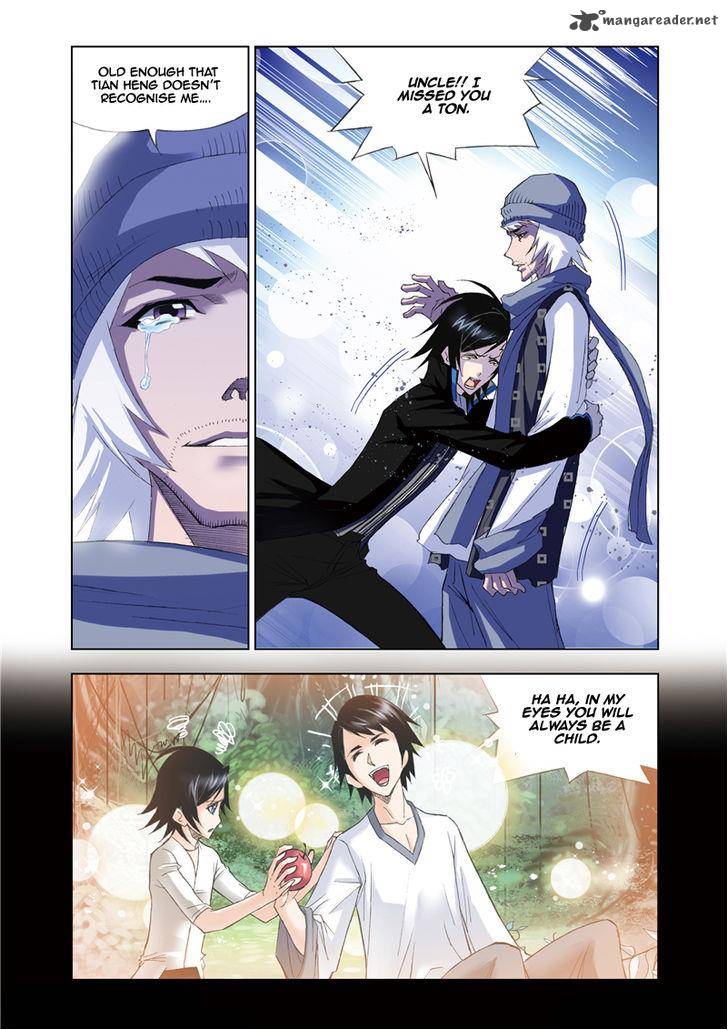 mangareader.net
UNCLE!! I
MISSED YOU
A TON.
OLD ENOUGH THAT
TIAN HENG DOESN'T
RECOGNISE ME....
HA HA, IN MY
EYES YOU WILL
ALWAYS BE A
CHILD.